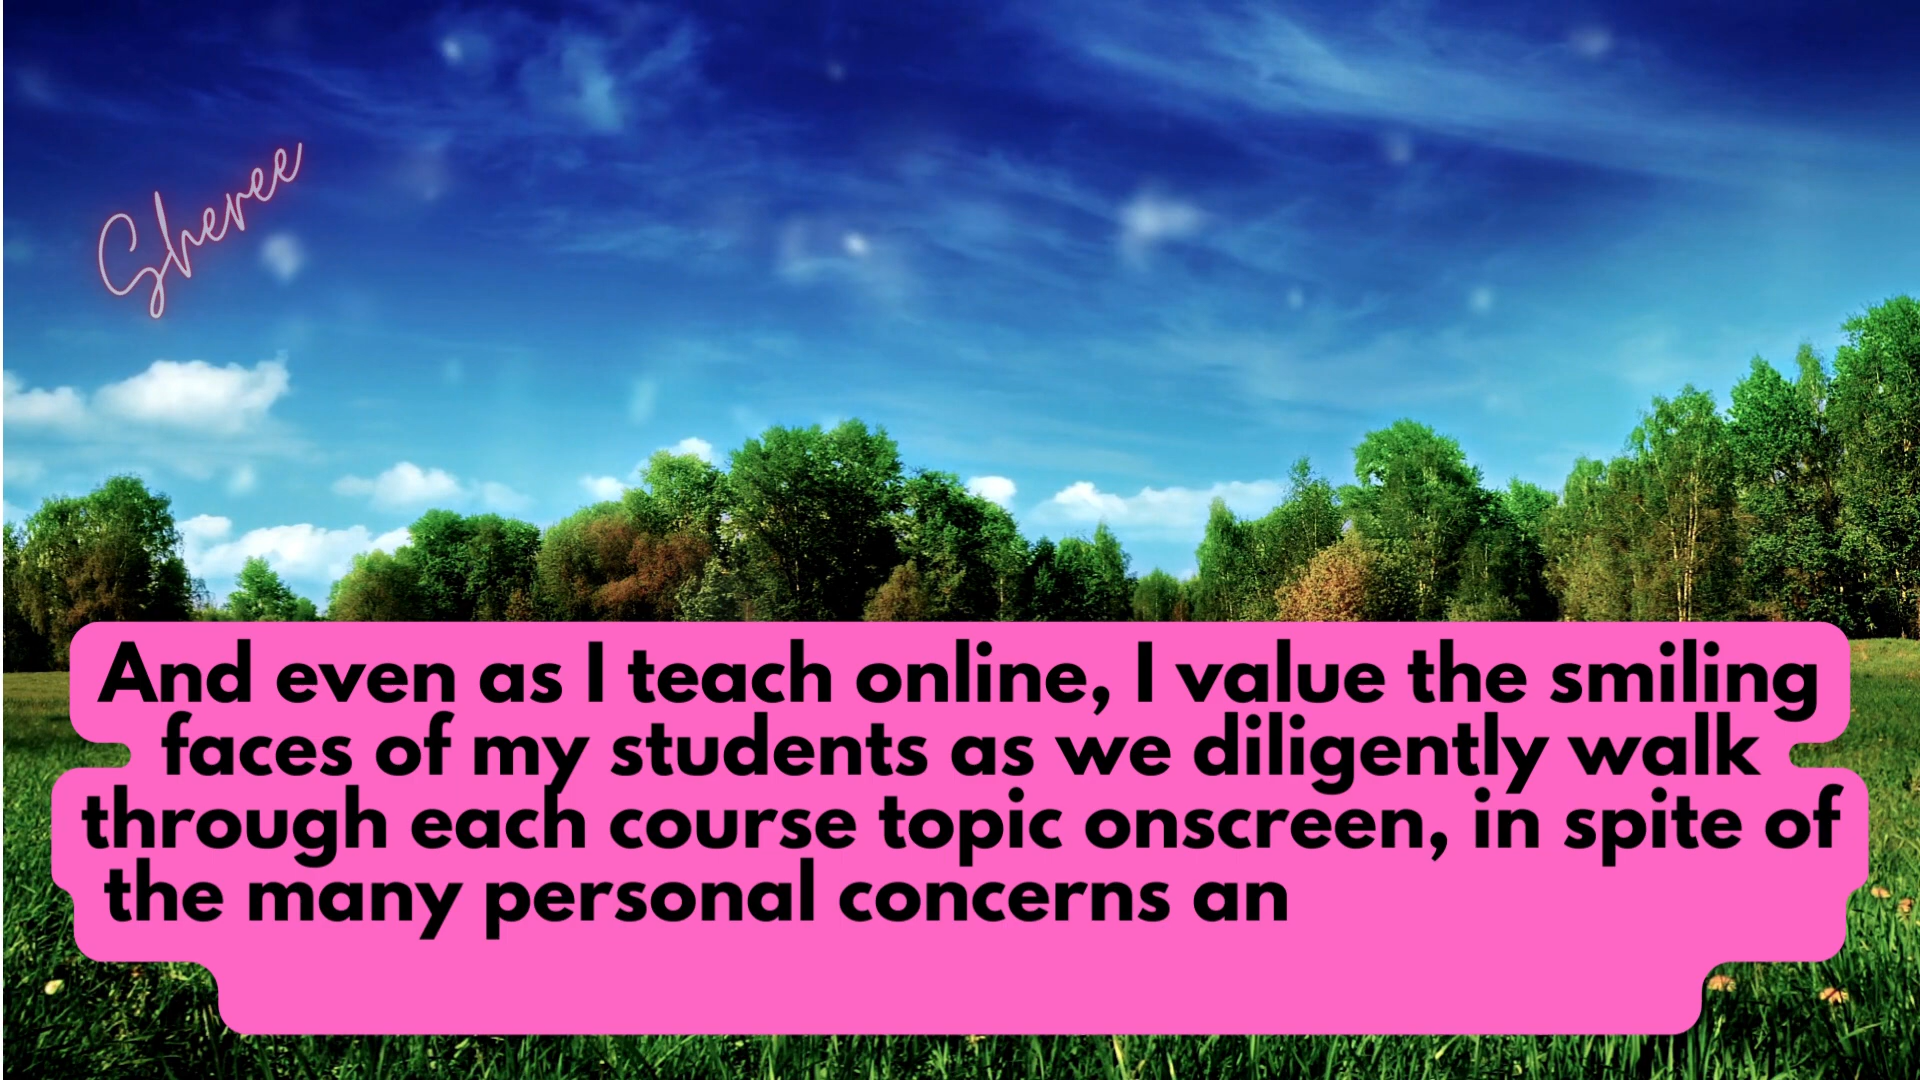 Sheree
And even as I teach online, I value the smiling
faces of my students as we diligently walk
through each course topic onscreen, in spite of
the many personal concerns an